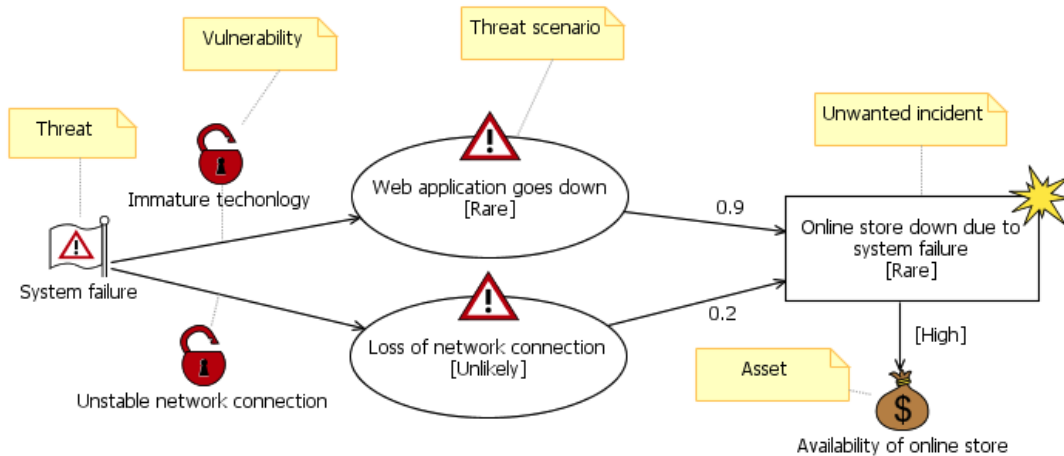 Vulnerability
Threat scenario
Threat
Unwanted incident
Immature techonlogy
Web application goes down
[Rare]
0.9
Online store down due to
system failure
[Rare]
System failure
Loss of network connection
[Unlikely]
0.2
[High]
Unstable network connection
Asset
$
Availability of online store